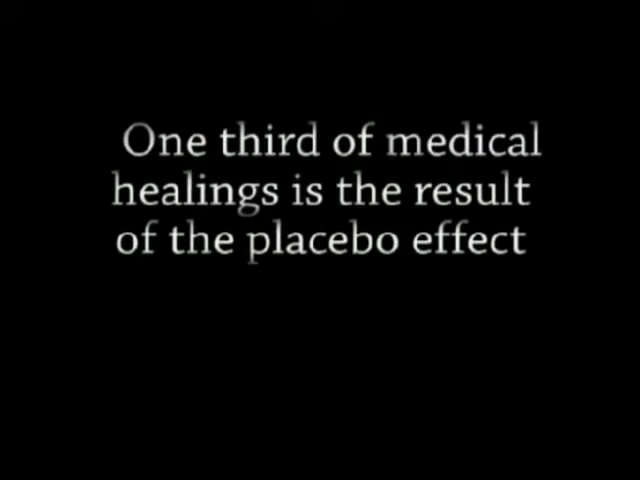 One third of medical
healings is the result
of the placebo effect